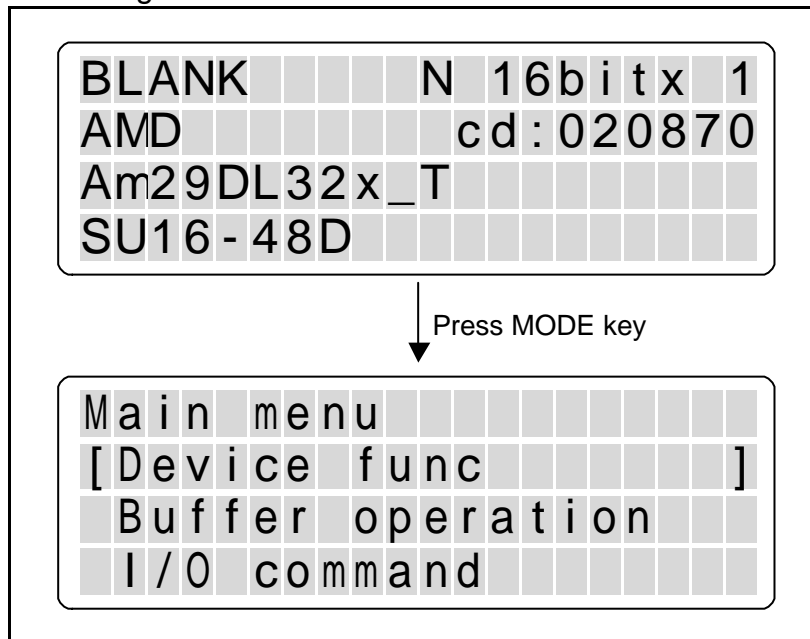 BLANK N 16bitx 1
AMD cd:020870
Am29DL32x_T
SU16-48D
Press MODE key
Main menu
[Device func ]
Buffer operation
I/O command